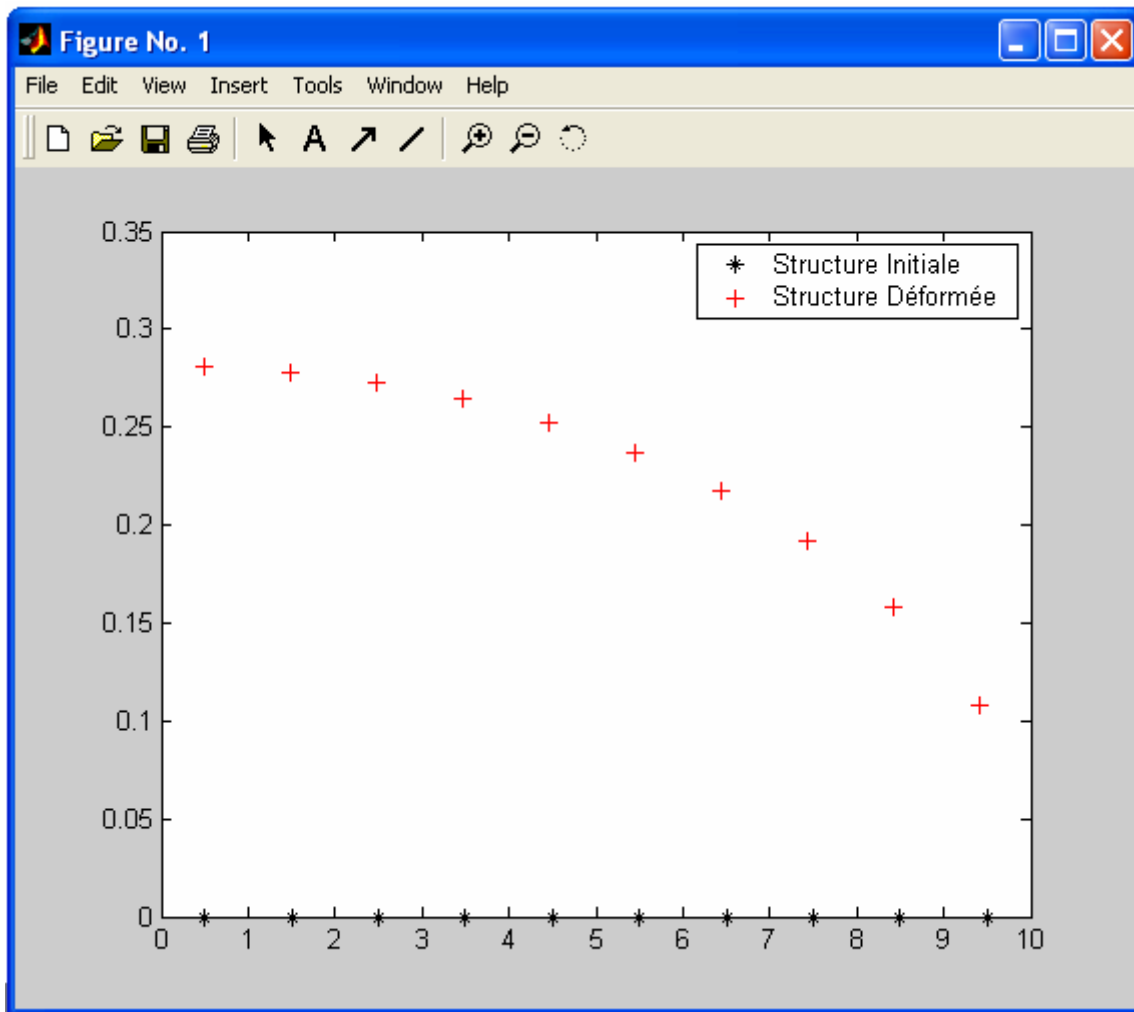 Figure No. 1
File Edit View Insert Tools Window Help
A
0.35
0.3
0.25
0.2
0.15
0.1
0.05
0
0 1 2 3 4 5 6 7 8 9 10
Structure Initiale
Structure Déformée